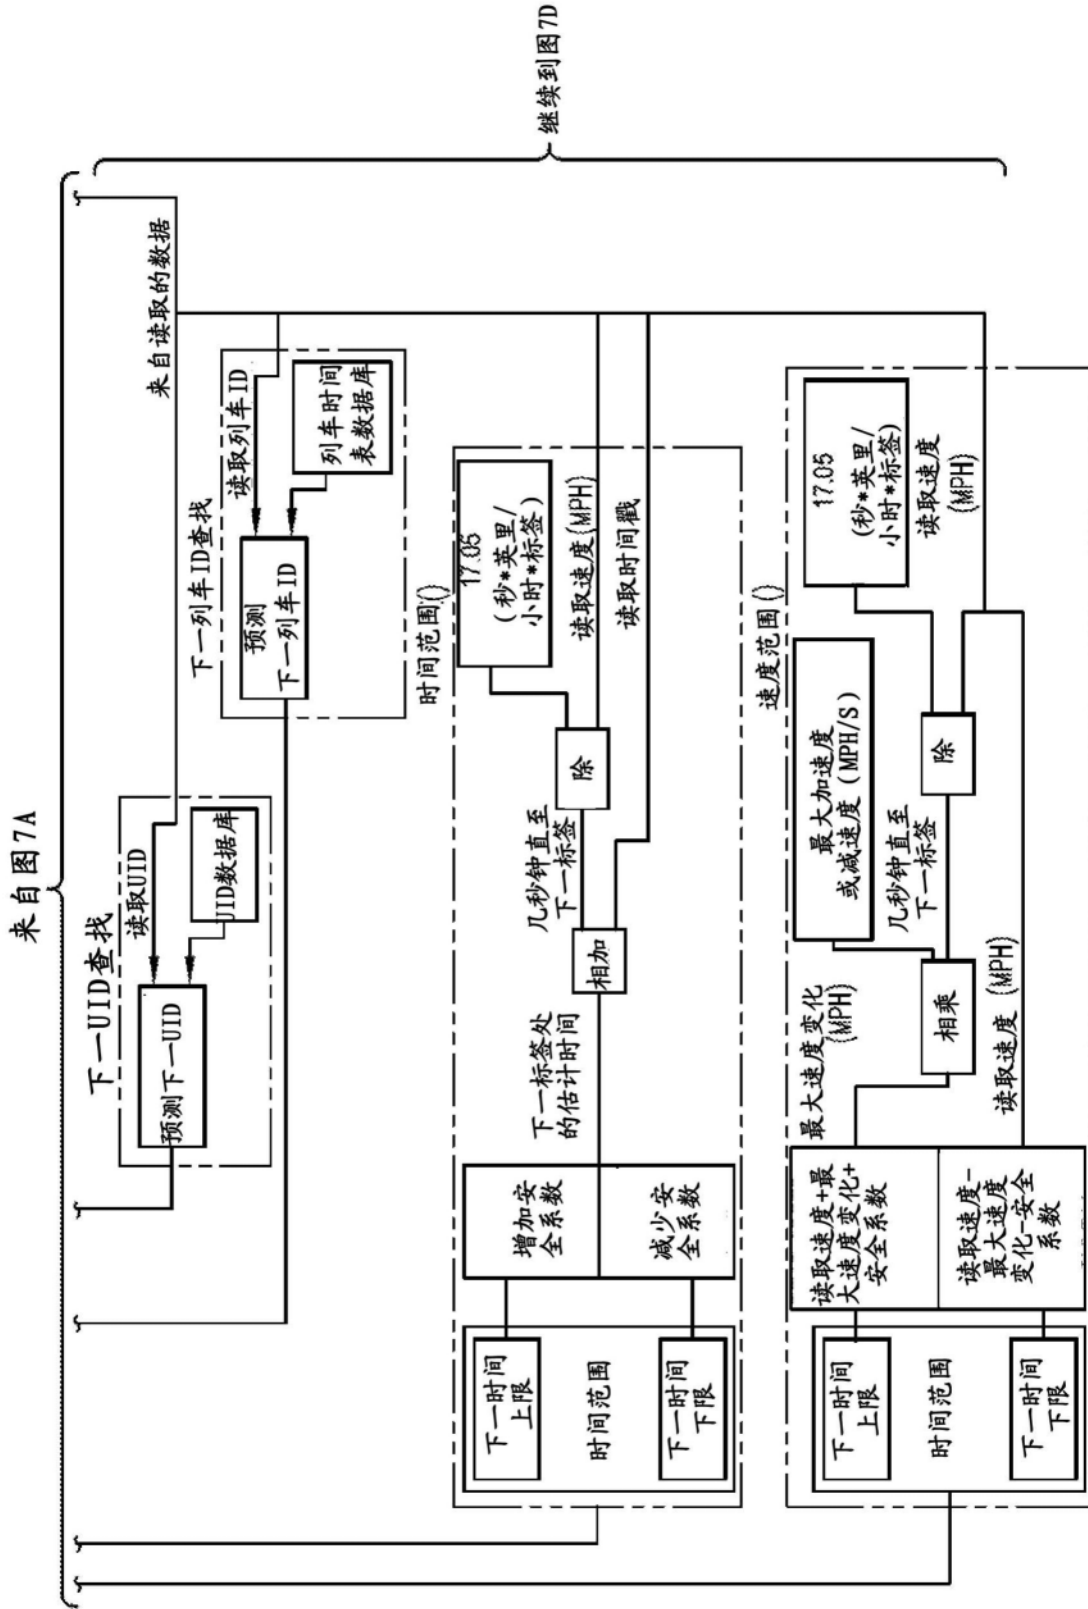 来自图7A
继续到图7D
来自读取的数据
下一UID查找
读取UID
UID数据库
预测下一UID
下一列车ID查找
读取列车ID
列车时间
表数据库
预测
下一列车ID
时间范围()
17.05
(秒*英里/
小时*标签)
读取速度(MPH)
读取时间戳
除
几秒钟直至
下一标签
相加
下一标签处
的估计时间
增加安
全系数
减少安
全系数
下一时间
上限
时间范围
下一时间
下限
速度范围()
17.05
(秒*英里/
小时*标签)
读取速度
(MPH)
最大加速度
或减速度(MPH/S)
除
几秒钟直至
下一标签
相乘
最大速度变化
(MPH)
读取速度(MPH)
读取速度+最
大速度变化+
安全系数
读取速度-
最大速度
变化-安全
系数
下一时间
上限
时间范围
下一时间
下限